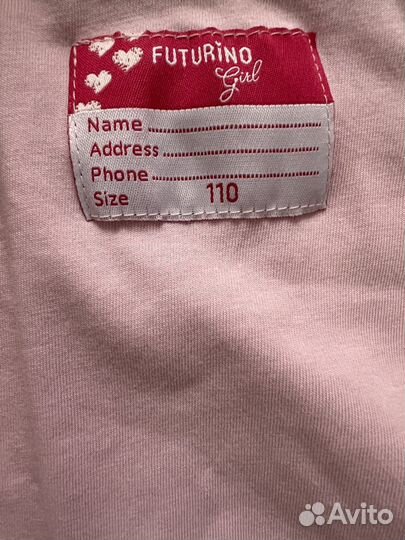 FUTURINO
Girl
Name
Address
Phone
Size 110
Avito